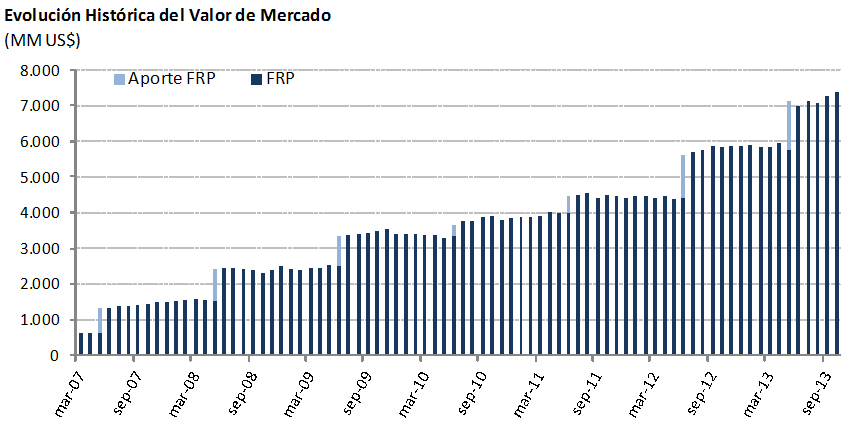 Evolución Histórica del Valor de Mercado
(MM US$)
8.000
Aporte FRP FRP
7.000
6.000
5.000
4.000
3.000
2.000
1.000
0
mar-07
sep-07
mar-08
sep-08
mar-09
sep-09
mar-10
sep-10
mar-11
sep-11
mar-12
sep-12
mar-13
sep-13